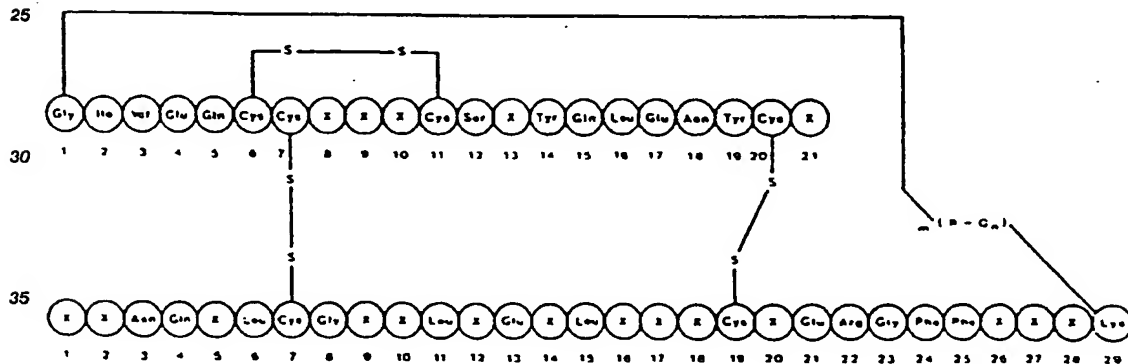 25
S S
Gly Ile Val Glu Gln Cys Cys X X X Cys Ser X Tyr Gln Leu Glu Asn Tyr Cys X
1 2 3 4 5 6 7 8 9 10 11 12 13 14 15 16 17 18 19 20 21
30
S S
m(R-Gn)
S S
35
X X Asn Gln X Leu Cys Gly X X Leu X Glu X Leu X X X Cys X Glu Arg Gly Phe Phe X X X Lys
1 2 3 4 5 6 7 8 9 10 11 12 13 14 15 16 17 18 19 20 21 22 23 24 25 26 27 28 29